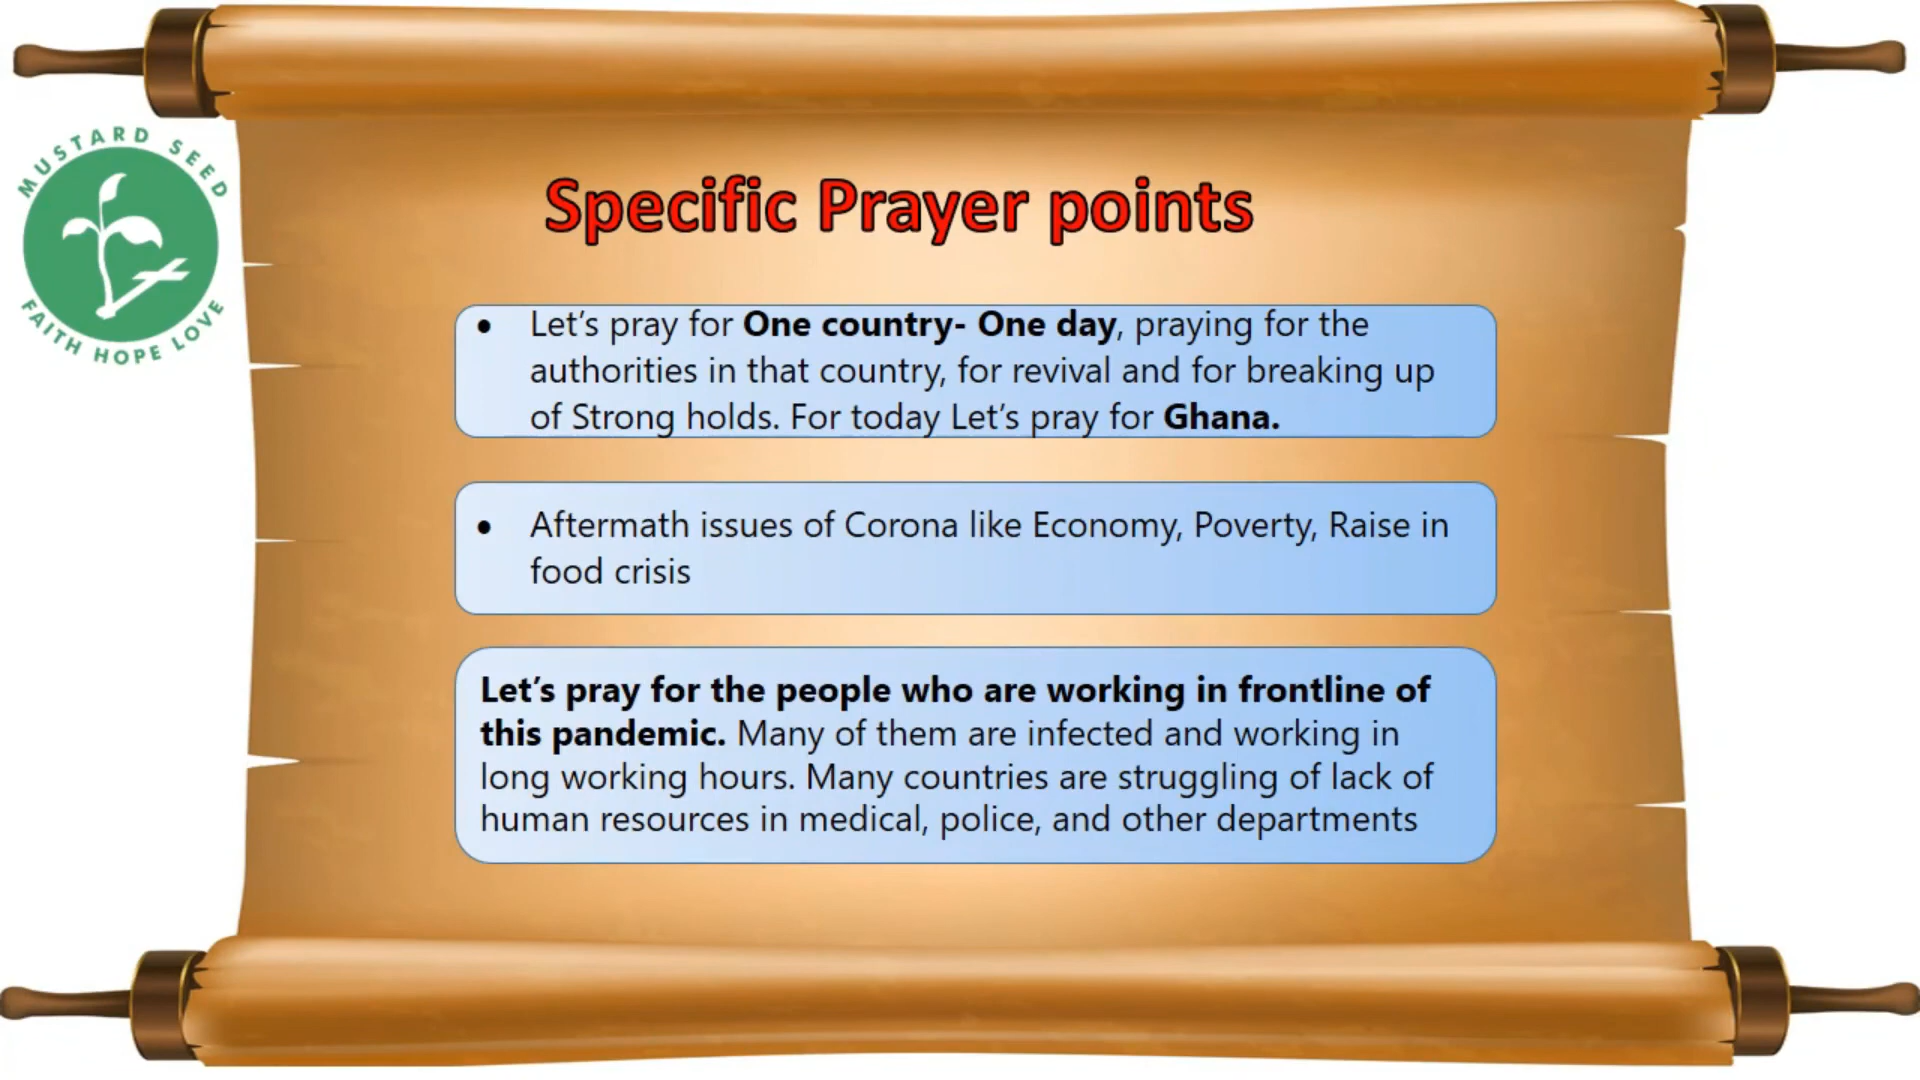 MUSTARD SEED
FAITH HOPE LOVE
Specific Prayer points
● Let’s pray for One country- One day, praying for the
authorities in that country, for revival and for breaking up
of Strong holds. For today Let’s pray for Ghana.
● Aftermath issues of Corona like Economy, Poverty, Raise in
food crisis
Let’s pray for the people who are working in frontline of
this pandemic. Many of them are infected and working in
long working hours. Many countries are struggling of lack of
human resources in medical, police, and other departments